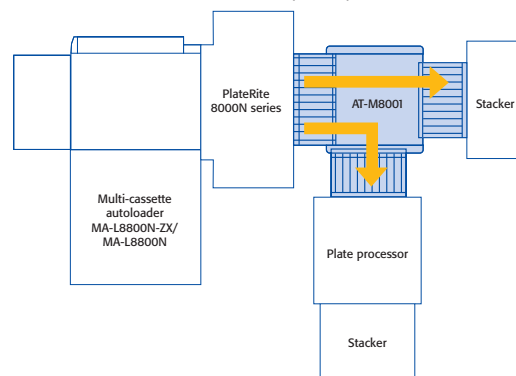 PlateRite
8000N series
AT-M8001
Stacker
Multi-cassette
autoloader
MA-L8800N-ZX/
MA-L8800N
Plate processor
Stacker